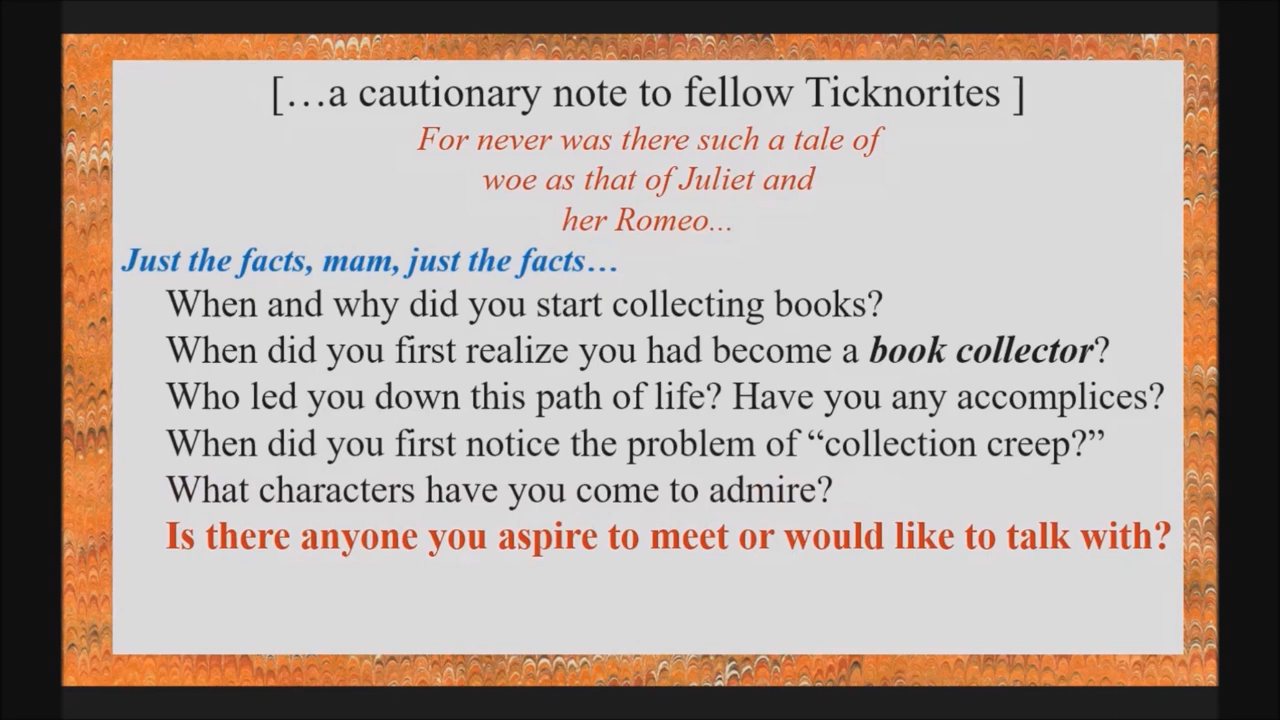 […a cautionary note to fellow Ticknorites ]
For never was there such a tale of
woe as that of Juliet and
her Romeo...
Just the facts, mam, just the facts…
When and why did you start collecting books?
When did you first realize you had become a book collector?
Who led you down this path of life? Have you any accomplices?
When did you first notice the problem of “collection creep?”
What characters have you come to admire?
Is there anyone you aspire to meet or would like to talk with?